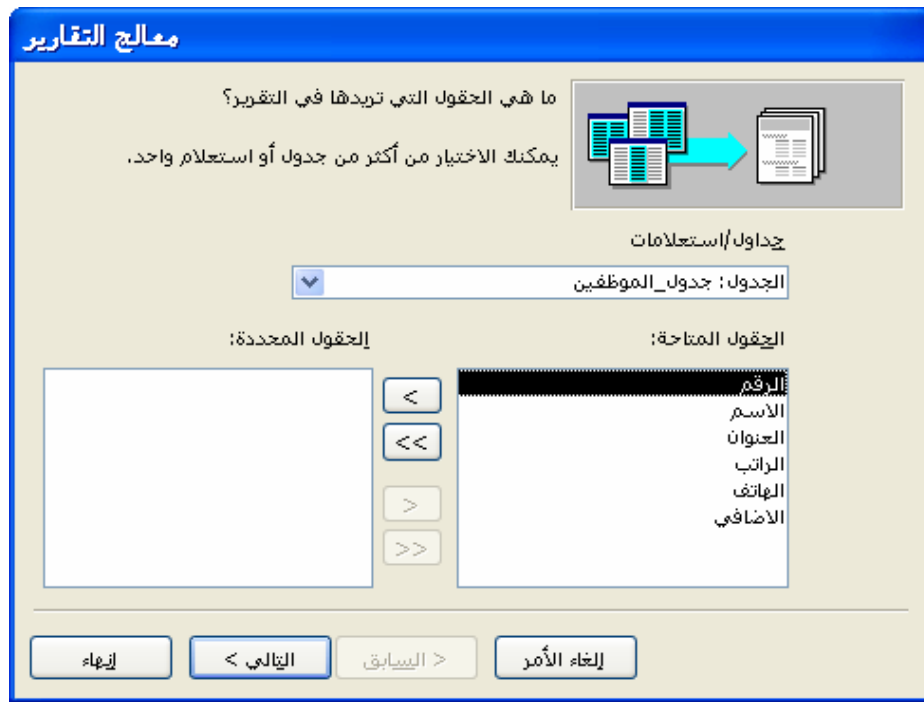 معالج التقارير
ما هي الحقول التي تريدها في التقرير؟
يمكنك الاختيار من أكثر من جدول أو استعلام واحد.
جداول/استعلامات
الجدول: جدول_الموظفين
الحقول المتاحة:
الحقول المحددة:
الرقم
الاسم
العنوان
الراتب
الهاتف
الاضافي
<
<<
>
>>
إلغاء الأمر
< السابق
التالي >
إنهاء